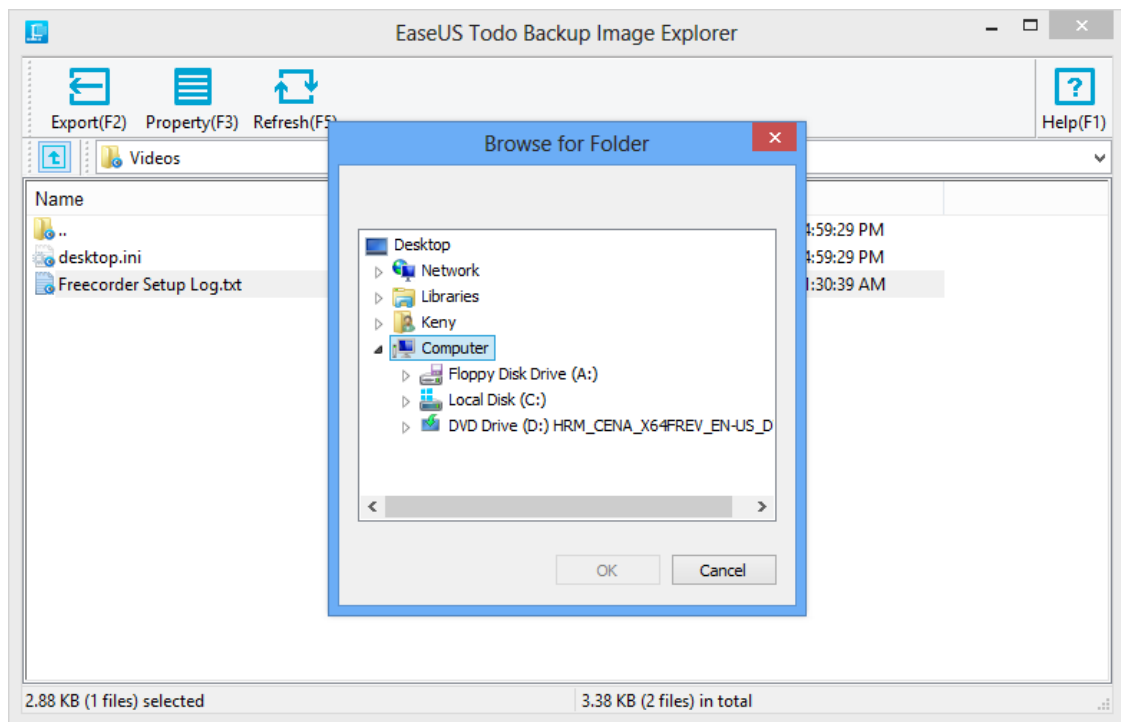 EaseUS Todo Backup Image Explorer
Export(F2) Property(F3) Refresh(F5)
Help(F1)
Videos
Name
..
4:59:29 PM
desktop.ini
4:59:29 PM
Freecorder Setup Log.txt
1:30:39 AM
Browse for Folder
Desktop
Network
Libraries
Keny
Computer
Floppy Disk Drive (A:)
Local Disk (C:)
DVD Drive (D:) HRM_CENA_X64FREV_EN-US_D
OK Cancel
2.88 KB (1 files) selected
3.38 KB (2 files) in total